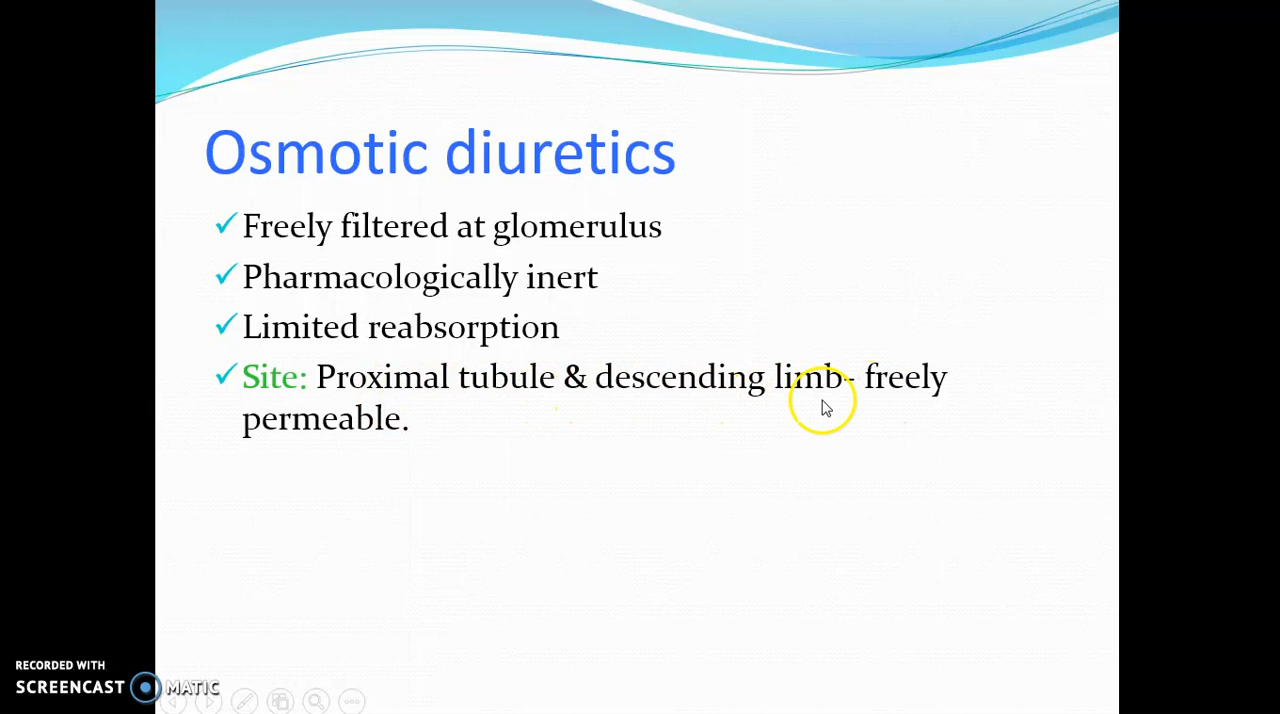 Osmotic diuretics
Freely filtered at glomerulus
Pharmacologically inert
Limited reabsorption
Site: Proximal tubule & descending limb- freely
permeable.
RECORDED WITH
SCREENCAST MATIC